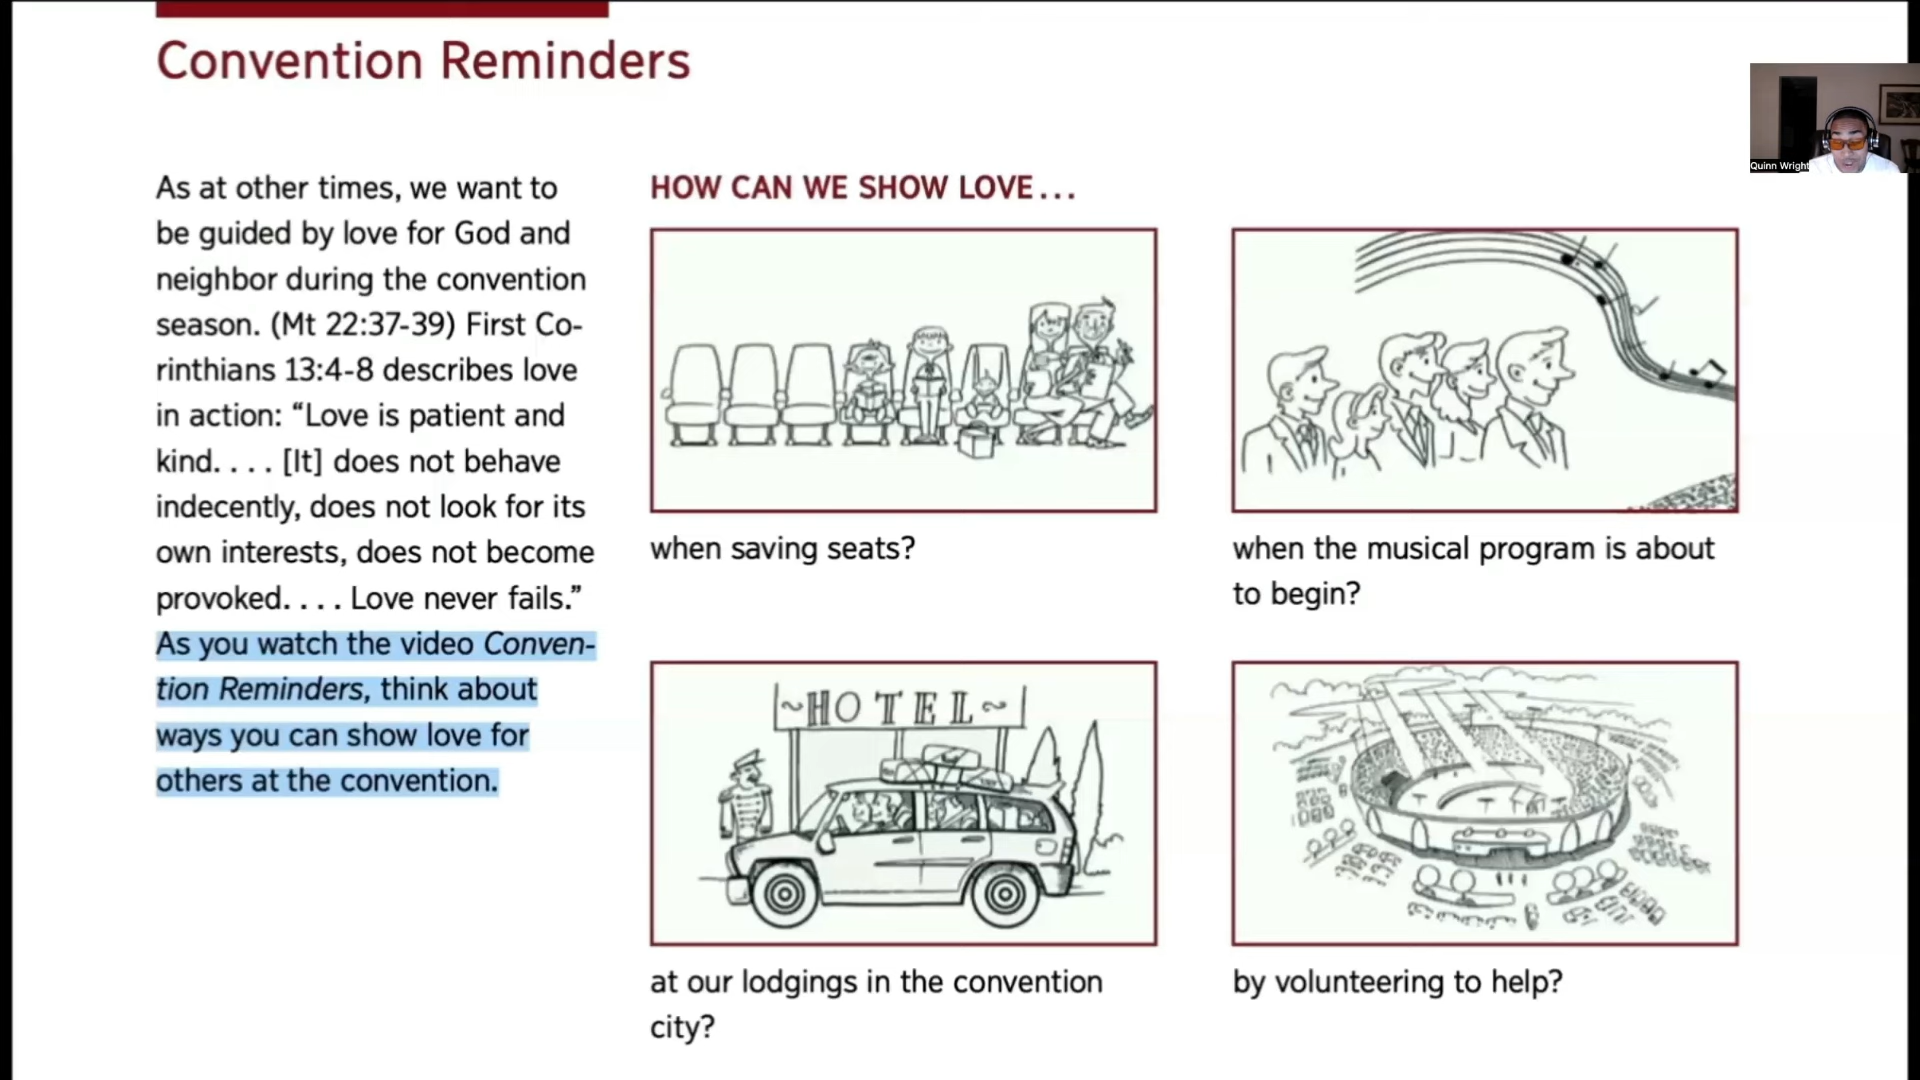 Convention Reminders
As at other times, we want to
be guided by love for God and
neighbor during the convention
season. (Mt 22:37-39) First Co-
rinthians 13:4-8 describes love
in action: “Love is patient and
kind. . . . [It] does not behave
indecently, does not look for its
own interests, does not become
provoked. . . . Love never fails.”
As you watch the video Conven-
tion Reminders, think about
ways you can show love for
others at the convention.
HOW CAN WE SHOW LOVE . . .
when saving seats?
when the musical program is about
to begin?
~HOTEL~
at our lodgings in the convention
city?
by volunteering to help?
Quinn Wright